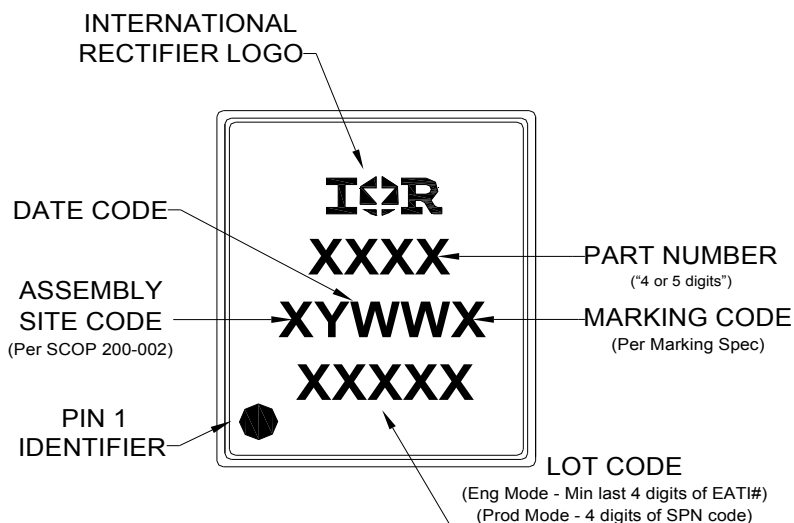 INTERNATIONAL
RECTIFIER LOGO
IOR
DATE CODE
XXXX
PART NUMBER
(“4 or 5 digits”)
ASSEMBLY
SITE CODE
(Per SCOP 200-002)
XYWWX
MARKING CODE
(Per Marking Spec)
XXXXX
PIN 1
IDENTIFIER
LOT CODE
(Eng Mode - Min last 4 digits of EATI#)
(Prod Mode - 4 digits of SPN code)